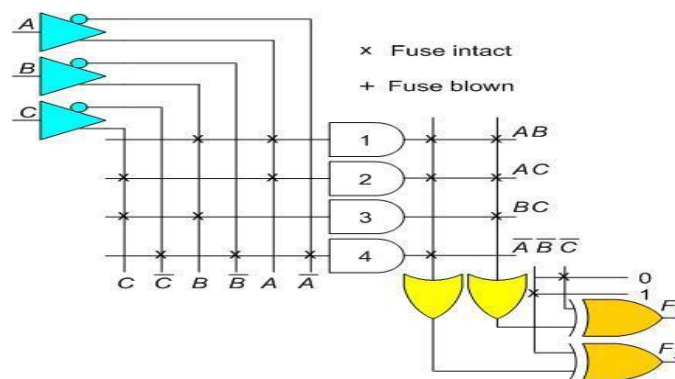 A
B
C
× Fuse intact
+ Fuse blown
1
AB
2
AC
3
BC
4
A̅ B̅ C̅
C C̅ B B̅ A A̅
0
1
F
F